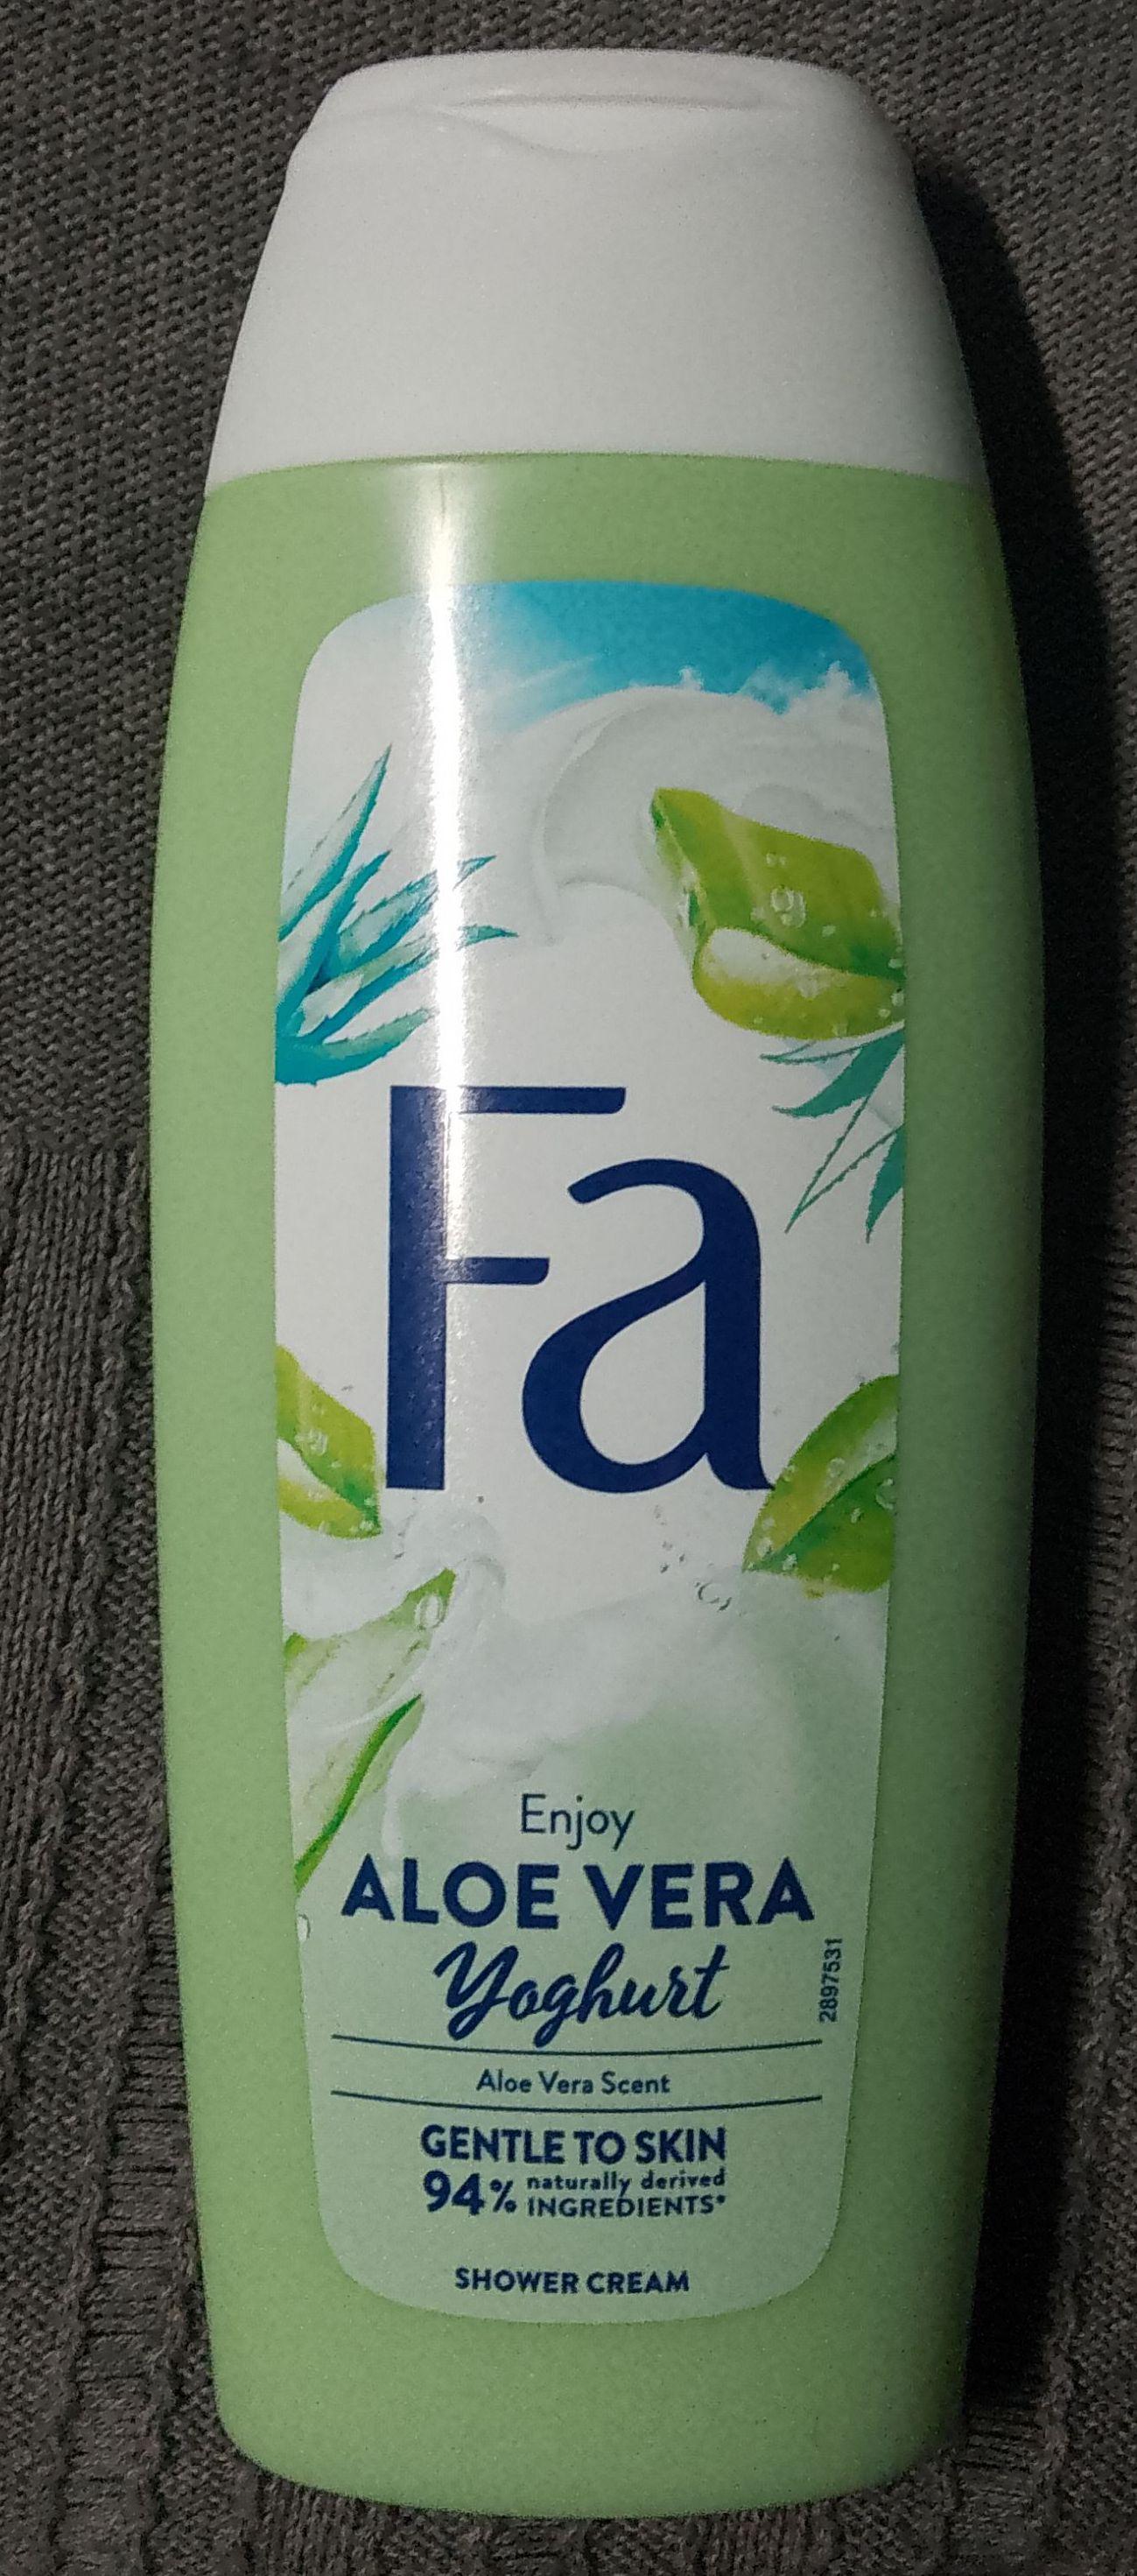 Fa
Enjoy
ALOE VERA
Yoghurt
2897531
Aloe Vera Scent
GENTLE TO SKIN
94% naturally derived
INGREDIENTS*
SHOWER CREAM